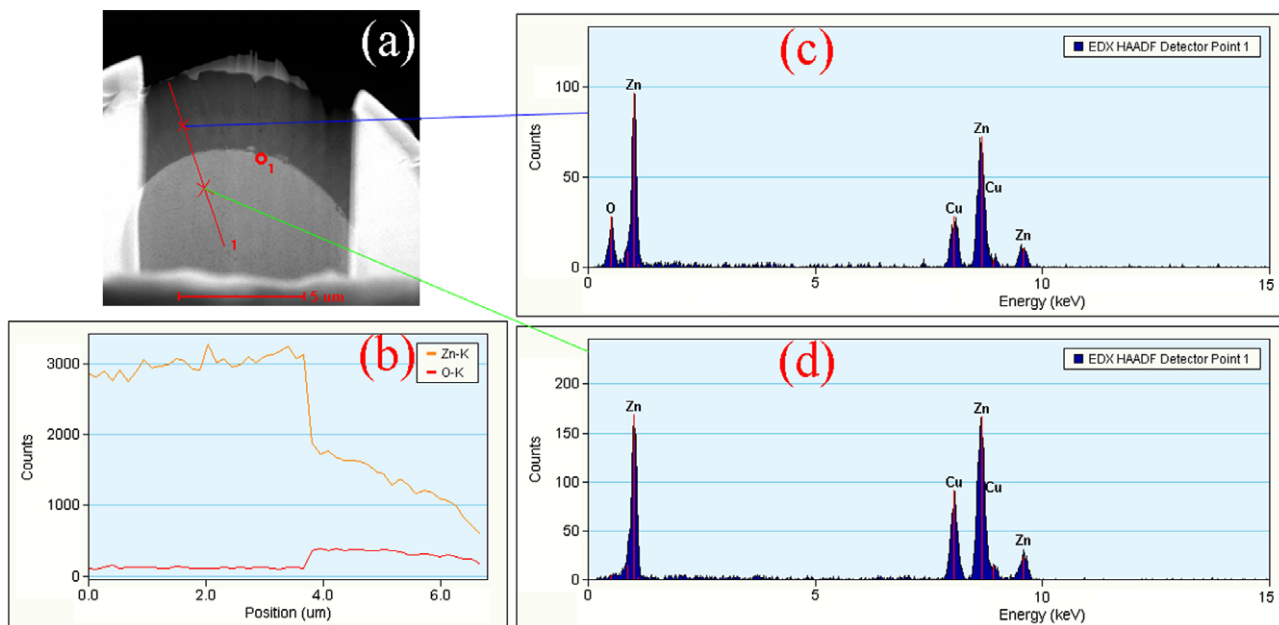 (a)
1
1
5 um
(b)
Zn-K
O-K
3000
2000
1000
0
Counts
0.0
2.0
4.0
6.0
Position (um)
(c)
EDX HAADF Detector Point 1
100
50
0
Counts
O
Zn
Cu
Zn
Cu
Zn
0
5
10
15
Energy (keV)
(d)
EDX HAADF Detector Point 1
200
150
100
50
0
Counts
Zn
Cu
Zn
Cu
Zn
0
5
10
15
Energy (keV)